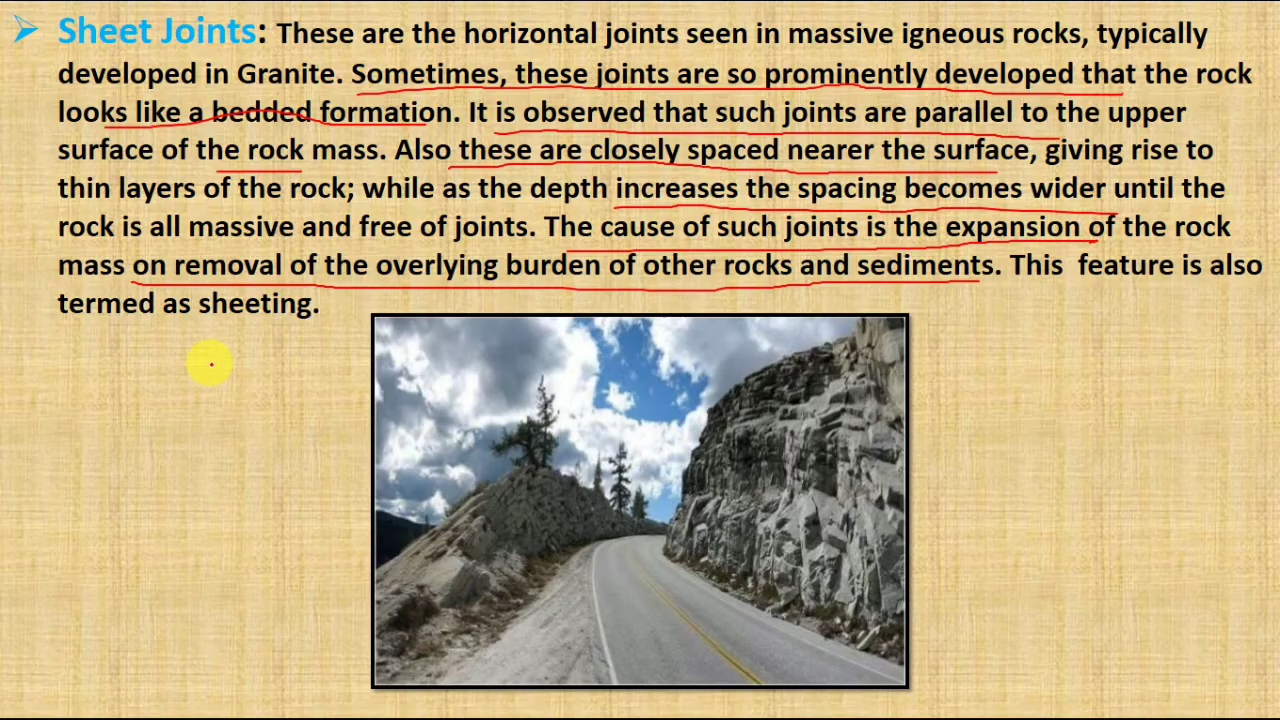 Sheet Joints: These are the horizontal joints seen in massive igneous rocks, typically
developed in Granite. Sometimes, these joints are so prominently developed that the rock
looks like a bedded formation. It is observed that such joints are parallel to the upper
surface of the rock mass. Also these are closely spaced nearer the surface, giving rise to
thin layers of the rock; while as the depth increases the spacing becomes wider until the
rock is all massive and free of joints. The cause of such joints is the expansion of the rock
mass on removal of the overlying burden of other rocks and sediments. This feature is also
termed as sheeting.